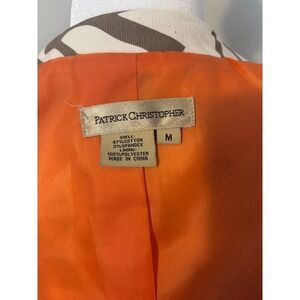 PATRICK CHRISTOPHER
M
SHELL:
97%COTTON
3%SPANDEX
LINING:
100%POLYESTER
MADE IN CHINA